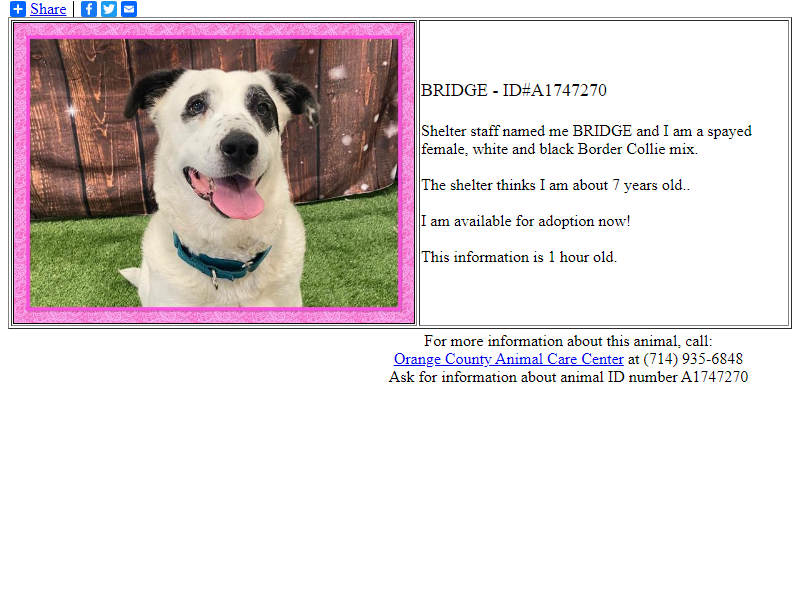 Share
BRIDGE - ID#A1747270
Shelter staff named me BRIDGE and I am a spayed
female, white and black Border Collie mix.
The shelter thinks I am about 7 years old..
I am available for adoption now!
This information is 1 hour old.
For more information about this animal, call:
Orange County Animal Care Center at (714) 935-6848
Ask for information about animal ID number A1747270